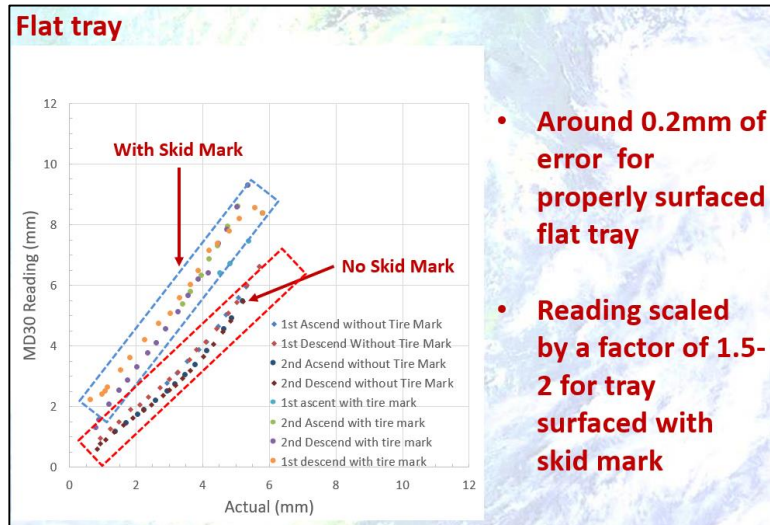 Flat tray
12
10
8
6
4
2
0
0
2
4
6
8
10
12
MD30 Reading (mm)
Actual (mm)
With Skid Mark
No Skid Mark
1st Ascend without Tire Mark
1st Descend Without Tire Mark
2nd Acsend without Tire Mark
2nd Descend without Tire Mark
1st ascent with tire mark
2nd Ascend with tire mark
2nd Descend with tire mark
1st descend with tire mark
• Around 0.2mm of
error for
properly surfaced
flat tray
• Reading scaled
by a factor of 1.5-
2 for tray
surfaced with
skid mark